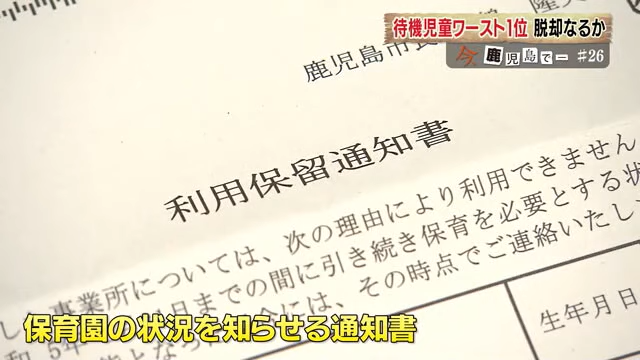 待機児童ワースト1位 脱却なるか
今、鹿児島で― #26
鹿児島市長
利用保留通知書
事業所については、次の理由により利用できません
月日までの間に引き続き保育を必要とする状
には、その時点でご連絡いたし
生年月日
保育園の状況を知らせる通知書